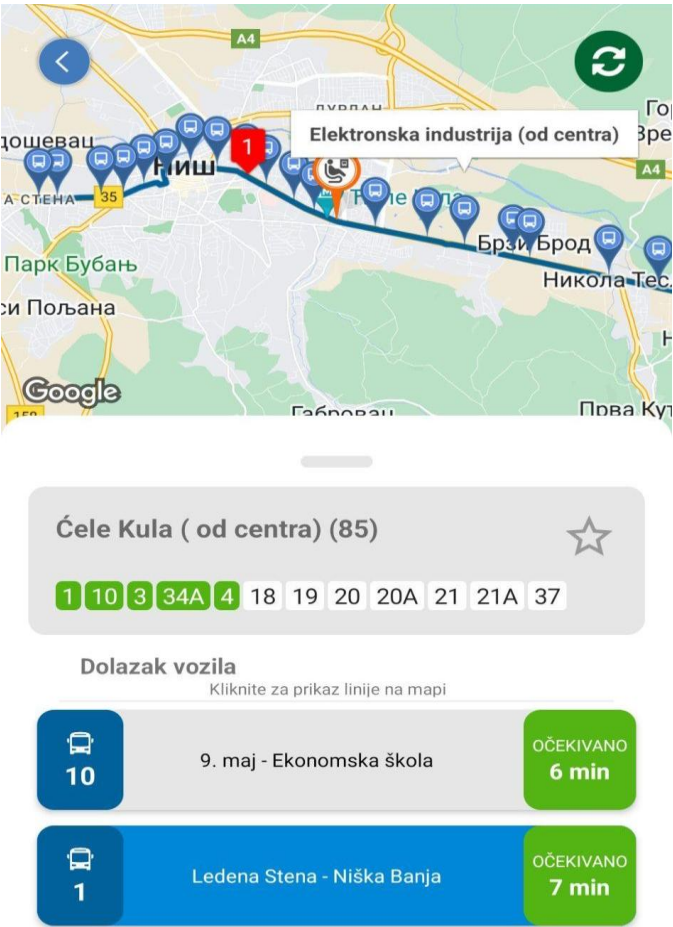 A4
1
Elektronska industrija (od centra)
A4
Ниш
35
Брзи Брод
Парк Бубањ
Никола Тес
Google
Габровац
Прва Кут
Ćele Kula ( od centra) (85)
1 10 3 34A 4 18 19 20 20A 21 21A 37
Dolazak vozila
Kliknite za prikaz linije na mapi
10
9. maj - Ekonomska škola
OČEKIVANO
6 min
1
Ledena Stena - Niška Banja
OČEKIVANO
7 min